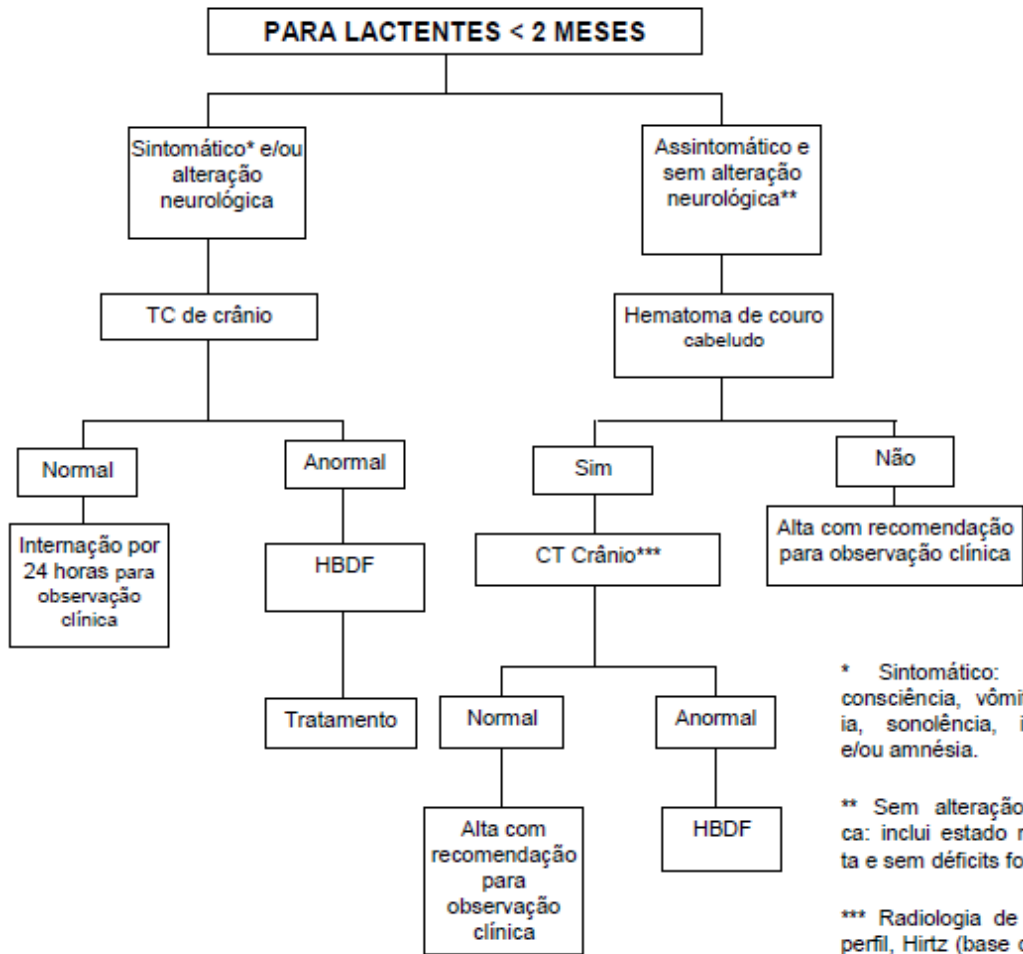 PARA LACTENTES < 2 MESES
Sintomático* e/ou
alteração
neurológica
Assintomático e
sem alteração
neurológica**
TC de crânio
Hematoma de couro
cabeludo
Normal
Anormal
Sim
Não
Internação por
24 horas para
observação
clínica
HBDF
CT Crânio***
Alta com recomendação
para observação clínica
Tratamento
Normal
Anormal
Alta com
recomendação
para
observação
clínica
HBDF
* Sintomático:
consciência,
ia, sonolência,
e/ou amnésia.
** Sem alteração
ca: inclui estado
ta e sem déficits
*** Radiologia de
perfil, Hirtz (base